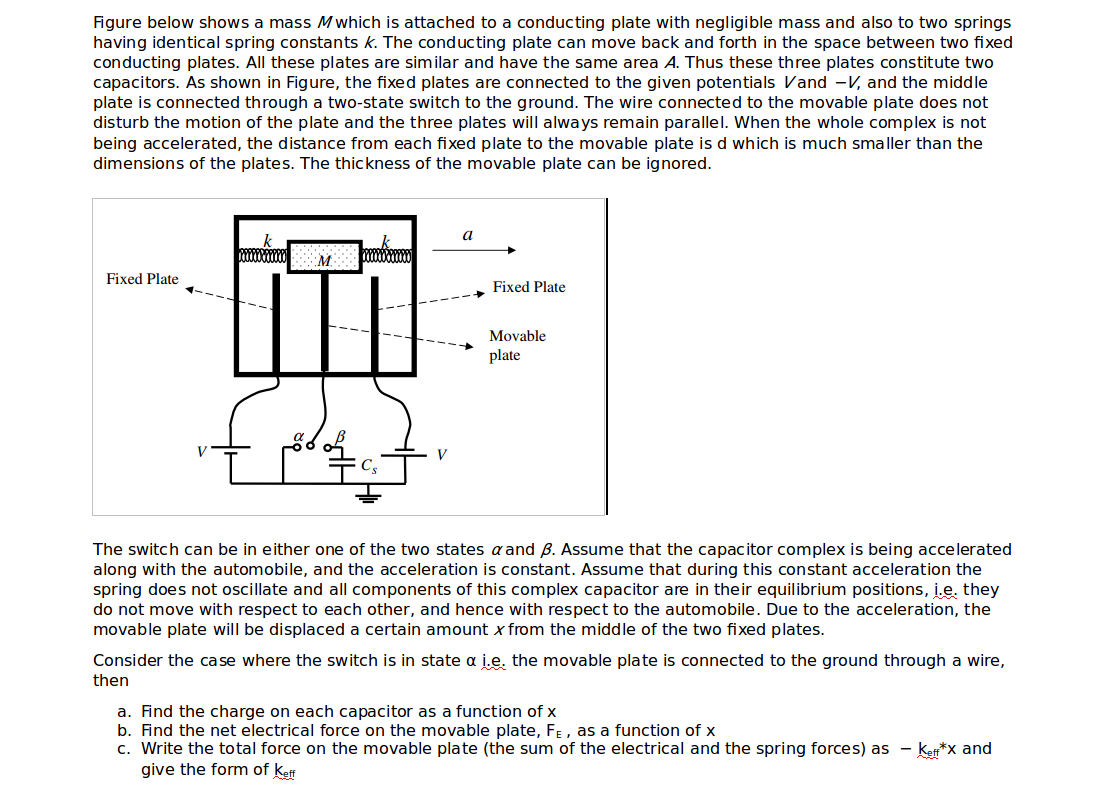 Figure below shows a mass M which is attached to a conducting plate with negligible mass and also to two springs
having identical spring constants k. The conducting plate can move back and forth in the space between two fixed
conducting plates. All these plates are similar and have the same area A. Thus these three plates constitute two
capacitors. As shown in Figure, the fixed plates are connected to the given potentials V and −V, and the middle
plate is connected through a two-state switch to the ground. The wire connected to the movable plate does not
disturb the motion of the plate and the three plates will always remain parallel. When the whole complex is not
being accelerated, the distance from each fixed plate to the movable plate is d which is much smaller than the
dimensions of the plates. The thickness of the movable plate can be ignored.
k
k
a
M
Fixed Plate
Fixed Plate
Movable
plate
α
β
V
V
C_s
The switch can be in either one of the two states α and β. Assume that the capacitor complex is being accelerated
along with the automobile, and the acceleration is constant. Assume that during this constant acceleration the
spring does not oscillate and all components of this complex capacitor are in their equilibrium positions, i.e. they
do not move with respect to each other, and hence with respect to the automobile. Due to the acceleration, the
movable plate will be displaced a certain amount x from the middle of the two fixed plates.
Consider the case where the switch is in state α i.e. the movable plate is connected to the ground through a wire,
then
a. Find the charge on each capacitor as a function of x
b. Find the net electrical force on the movable plate, F_E , as a function of x
c. Write the total force on the movable plate (the sum of the electrical and the spring forces) as − k_eff*x and
give the form of k_eff